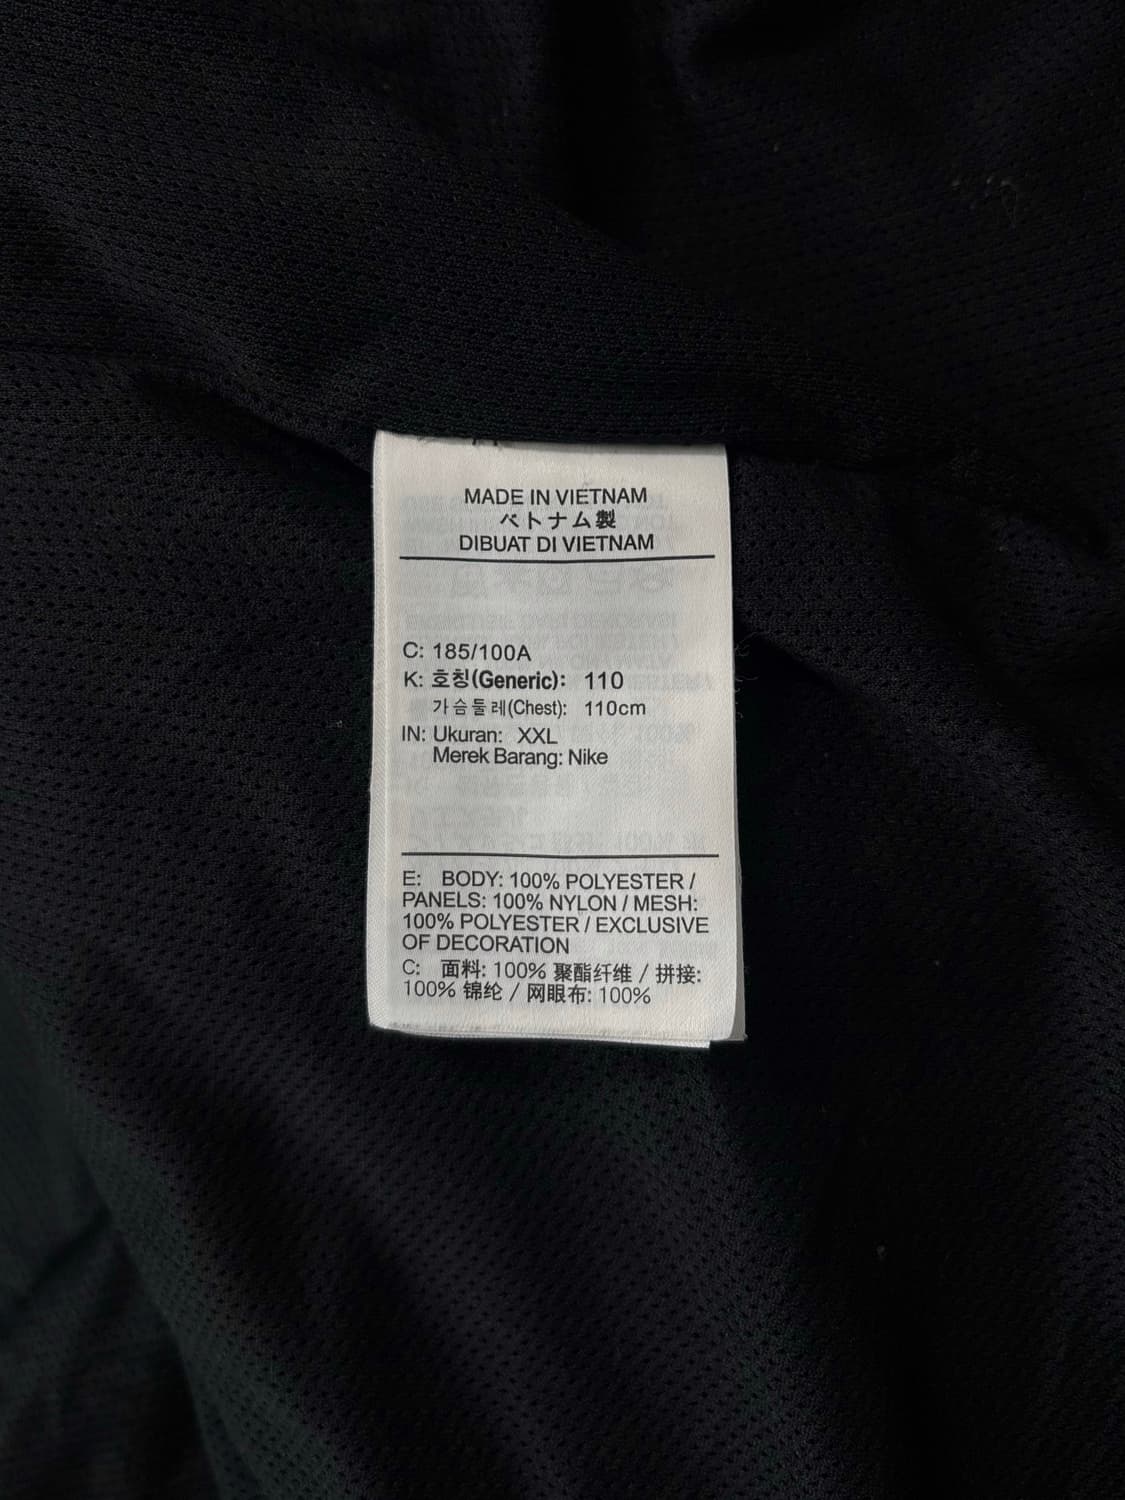 MADE IN VIETNAM
ベトナム製
DIBUAT DI VIETNAM
C: 185/100A
K: 호칭(Generic): 110
가슴둘레(Chest): 110cm
IN: Ukuran: XXL
Merek Barang: Nike
E: BODY: 100% POLYESTER /
PANELS: 100% NYLON / MESH:
100% POLYESTER / EXCLUSIVE
OF DECORATION
C: 面料: 100% 聚酯纤维 / 拼接:
100% 锦纶 / 网眼布: 100%